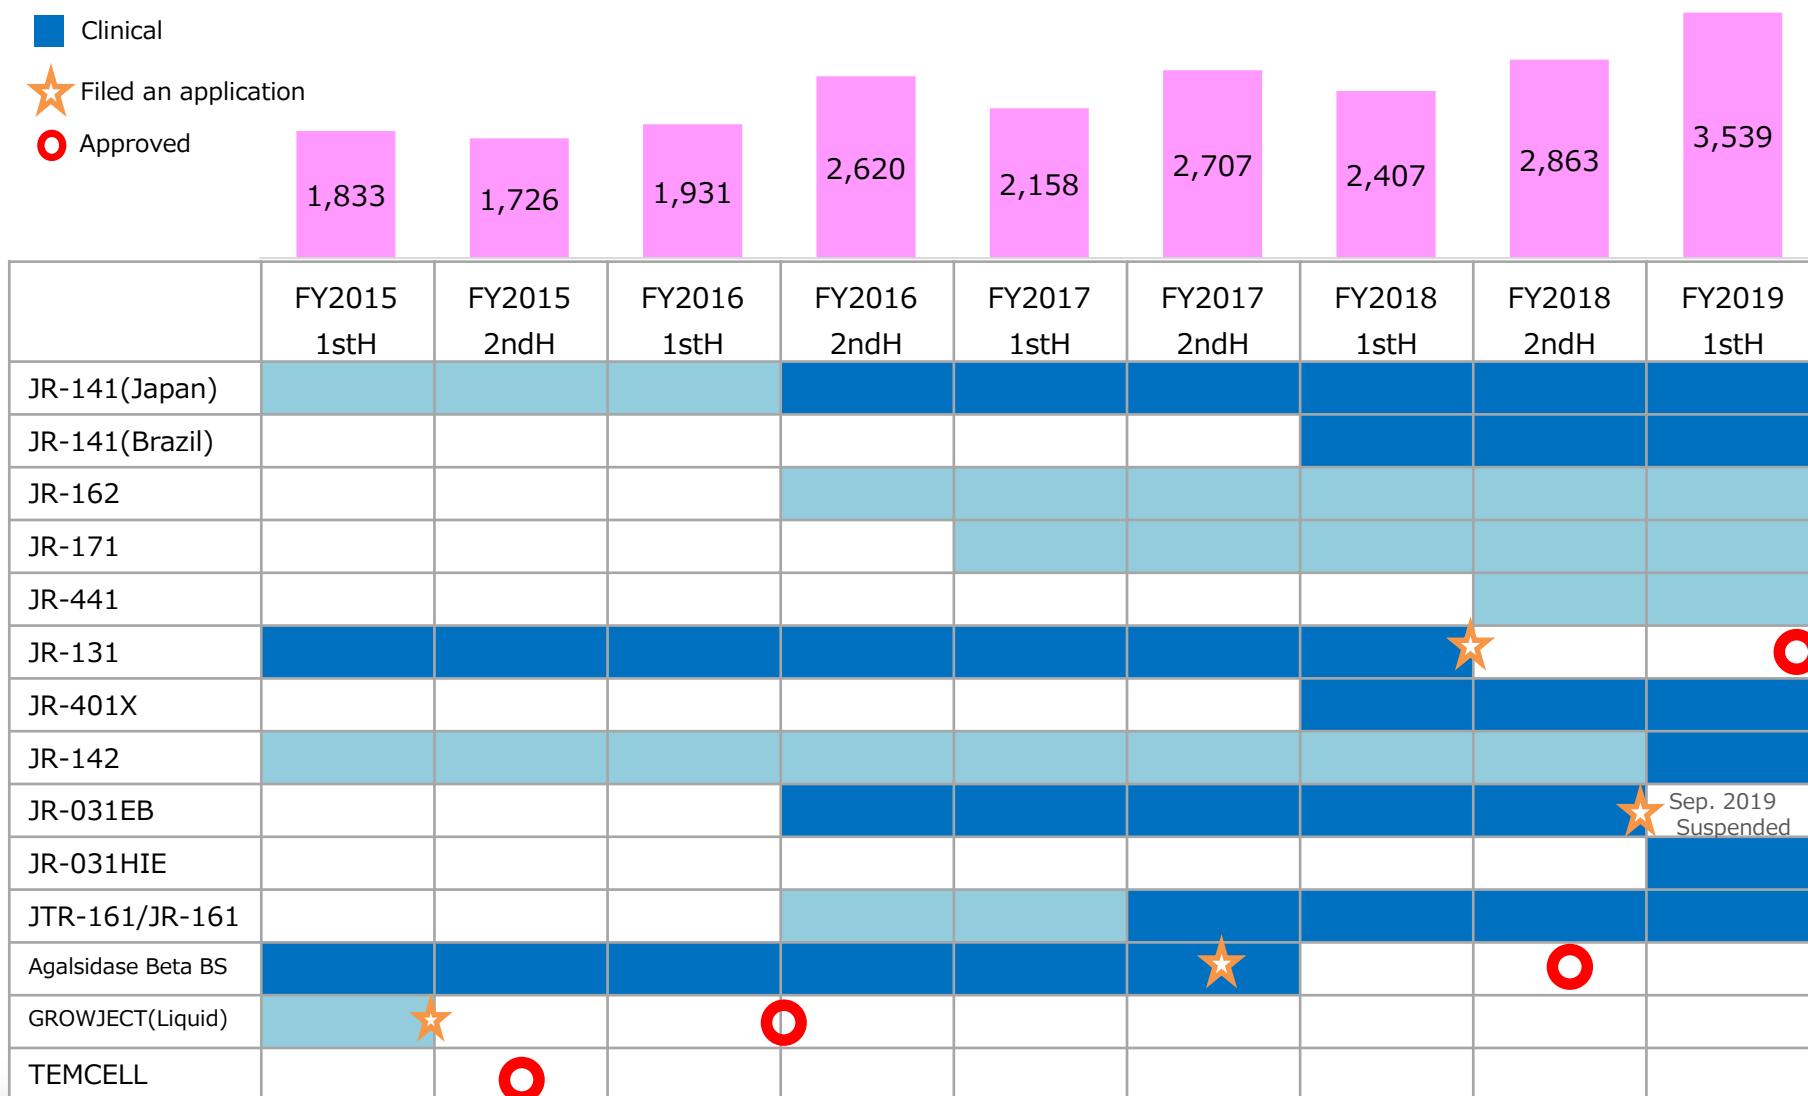 Clinical
Filed an application
Approved
1,833
1,726
1,931
2,620
2,158
2,707
2,407
2,863
3,539
FY2015 1stH
FY2015 2ndH
FY2016 1stH
FY2016 2ndH
FY2017 1stH
FY2017 2ndH
FY2018 1stH
FY2018 2ndH
FY2019 1stH
JR-141(Japan)
JR-141(Brazil)
JR-162
JR-171
JR-441
JR-131
JR-401X
JR-142
JR-031EB
Sep. 2019
Suspended
JR-031HIE
JTR-161/JR-161
Agalsidase Beta BS
GROWJECT(Liquid)
TEMCELL